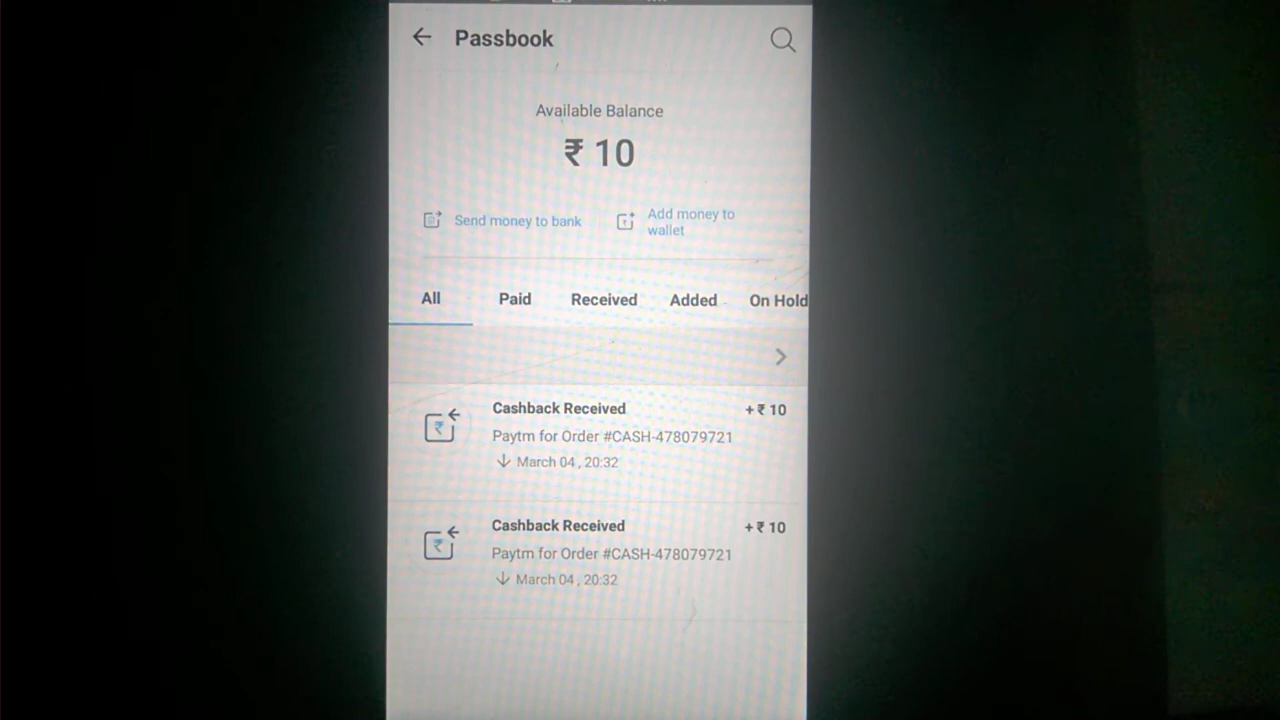 Passbook
Available Balance
₹ 10
Send money to bank
Add money to
wallet
All Paid Received Added On Hold
Cashback Received +₹ 10
Paytm for Order #CASH-478079721
March 04, 20:32
Cashback Received +₹ 10
Paytm for Order #CASH-478079721
March 04, 20:32